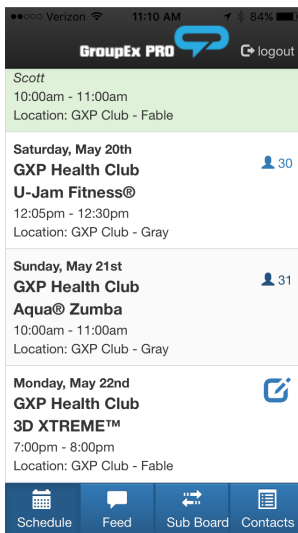 Verizon 11:10 AM 84%
GroupEx PRO logout
Scott
10:00am - 11:00am
Location: GXP Club - Fable
Saturday, May 20th
GXP Health Club 30
U-Jam Fitness®
12:05pm - 12:30pm
Location: GXP Club - Gray
Sunday, May 21st
GXP Health Club 31
Aqua® Zumba
10:00am - 11:00am
Location: GXP Club - Gray
Monday, May 22nd
GXP Health Club
3D XTREME™
7:00pm - 8:00pm
Location: GXP Club - Fable
Schedule Feed Sub Board Contacts